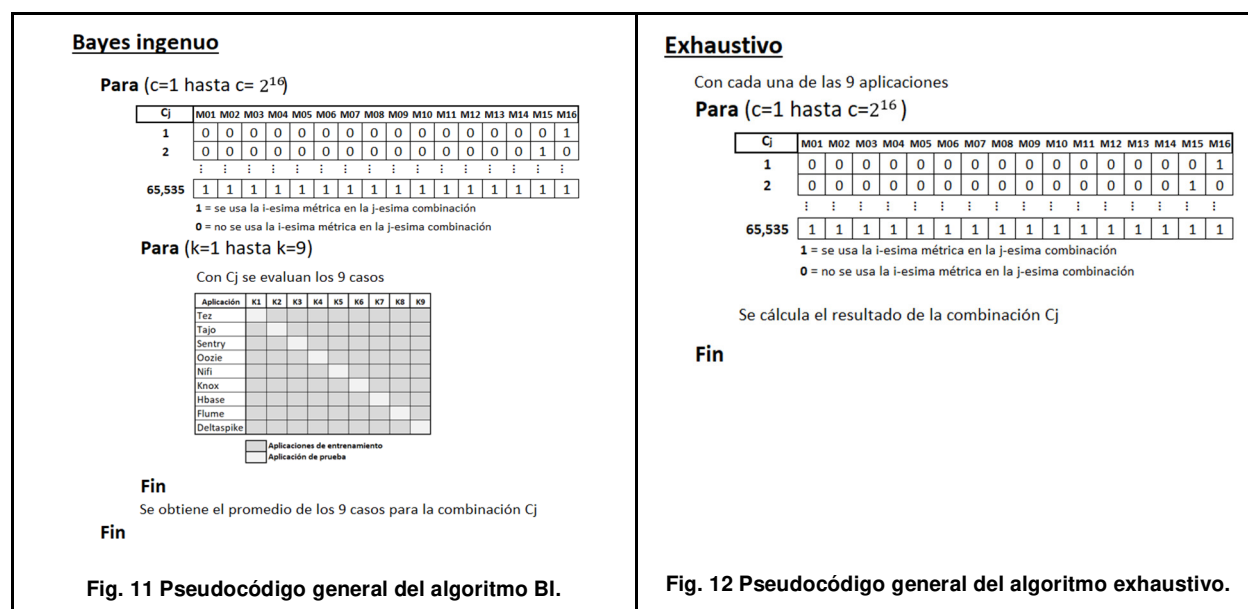 Bayes ingenuo
Para (c=1 hasta c= 2¹⁶)
Cj M01 M02 M03 M04 M05 M06 M07 M08 M09 M10 M11 M12 M13 M14 M15 M16
1 0 0 0 0 0 0 0 0 0 0 0 0 0 0 0 1
2 0 0 0 0 0 0 0 0 0 0 0 0 0 0 1 0
⋮ ⋮ ⋮ ⋮ ⋮ ⋮ ⋮ ⋮ ⋮ ⋮ ⋮ ⋮ ⋮ ⋮ ⋮ ⋮
65,535 1 1 1 1 1 1 1 1 1 1 1 1 1 1 1 1
1 = se usa la i-esima métrica en la j-esima combinación
0 = no se usa la i-esima métrica en la j-esima combinación
Para (k=1 hasta k=9)
Con Cj se evaluan los 9 casos
Aplicación K1 K2 K3 K4 K5 K6 K7 K8 K9
Tez
Tajo
Sentry
Oozie
Nifi
Knox
Hbase
Flume
Deltaspike
Aplicaciones de entrenamiento
Aplicación de prueba
Fin
Se obtiene el promedio de los 9 casos para la combinación Cj
Fin
Fig. 11 Pseudocódigo general del algoritmo BI.
Exhaustivo
Con cada una de las 9 aplicaciones
Para (c=1 hasta c=2¹⁶)
Cj M01 M02 M03 M04 M05 M06 M07 M08 M09 M10 M11 M12 M13 M14 M15 M16
1 0 0 0 0 0 0 0 0 0 0 0 0 0 0 0 1
2 0 0 0 0 0 0 0 0 0 0 0 0 0 0 1 0
⋮ ⋮ ⋮ ⋮ ⋮ ⋮ ⋮ ⋮ ⋮ ⋮ ⋮ ⋮ ⋮ ⋮ ⋮ ⋮
65,535 1 1 1 1 1 1 1 1 1 1 1 1 1 1 1 1
1 = se usa la i-esima métrica en la j-esima combinación
0 = no se usa la i-esima métrica en la j-esima combinación
Se cálcula el resultado de la combinación Cj
Fin
Fig. 12 Pseudocódigo general del algoritmo exhaustivo.